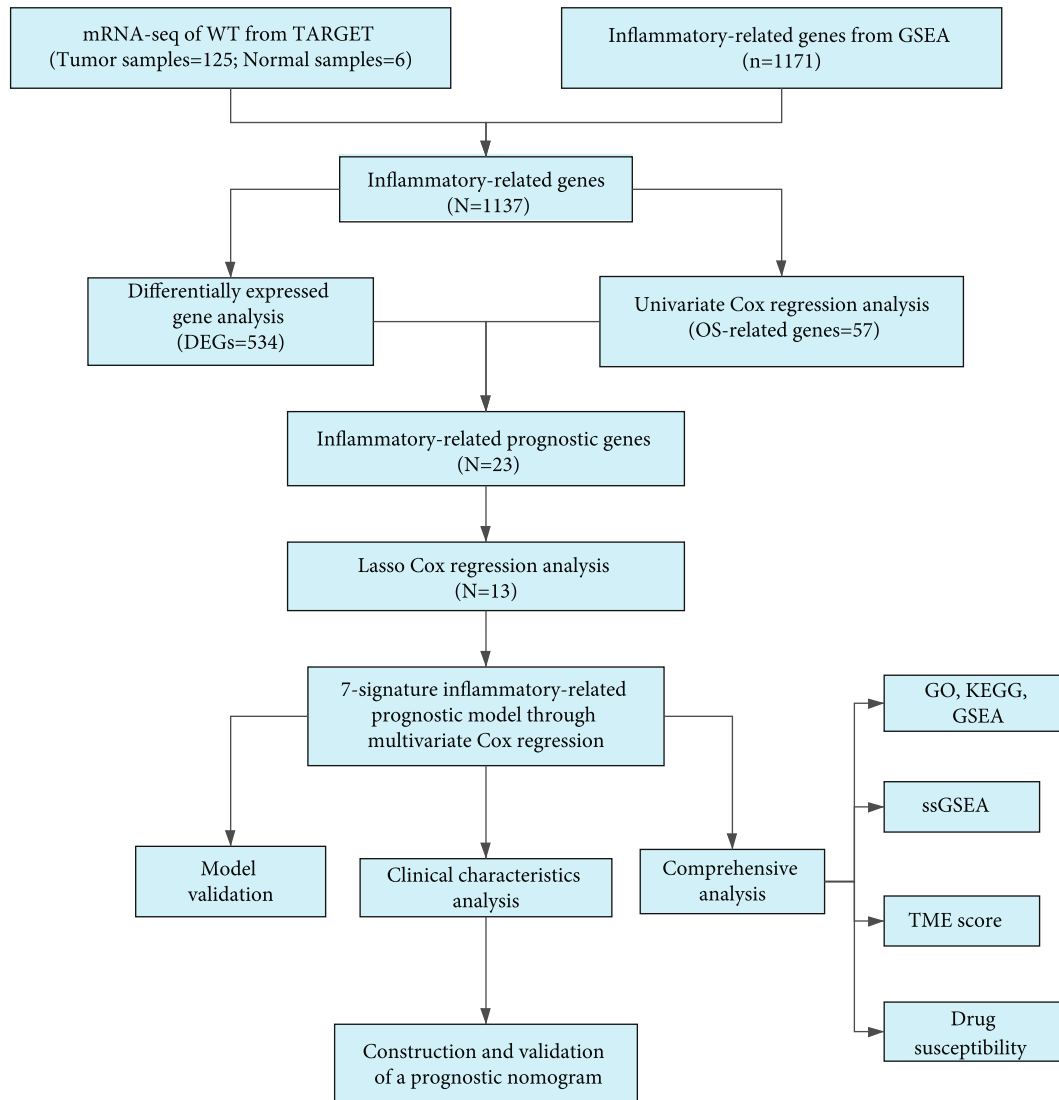 mRNA-seq of WT from TARGET
(Tumor samples=125; Normal samples=6)
Inflammatory-related genes from GSEA
(n=1171)
Inflammatory-related genes
(N=1137)
Differentially expressed
gene analysis
(DEGs=534)
Univariate Cox regression analysis
(OS-related genes=57)
Inflammatory-related prognostic genes
(N=23)
Lasso Cox regression analysis
(N=13)
7-signature inflammatory-related
prognostic model through
multivariate Cox regression
Model
validation
Clinical characteristics
analysis
Comprehensive
analysis
GO, KEGG,
GSEA
ssGSEA
TME score
Drug
susceptibility
Construction and validation
of a prognostic nomogram